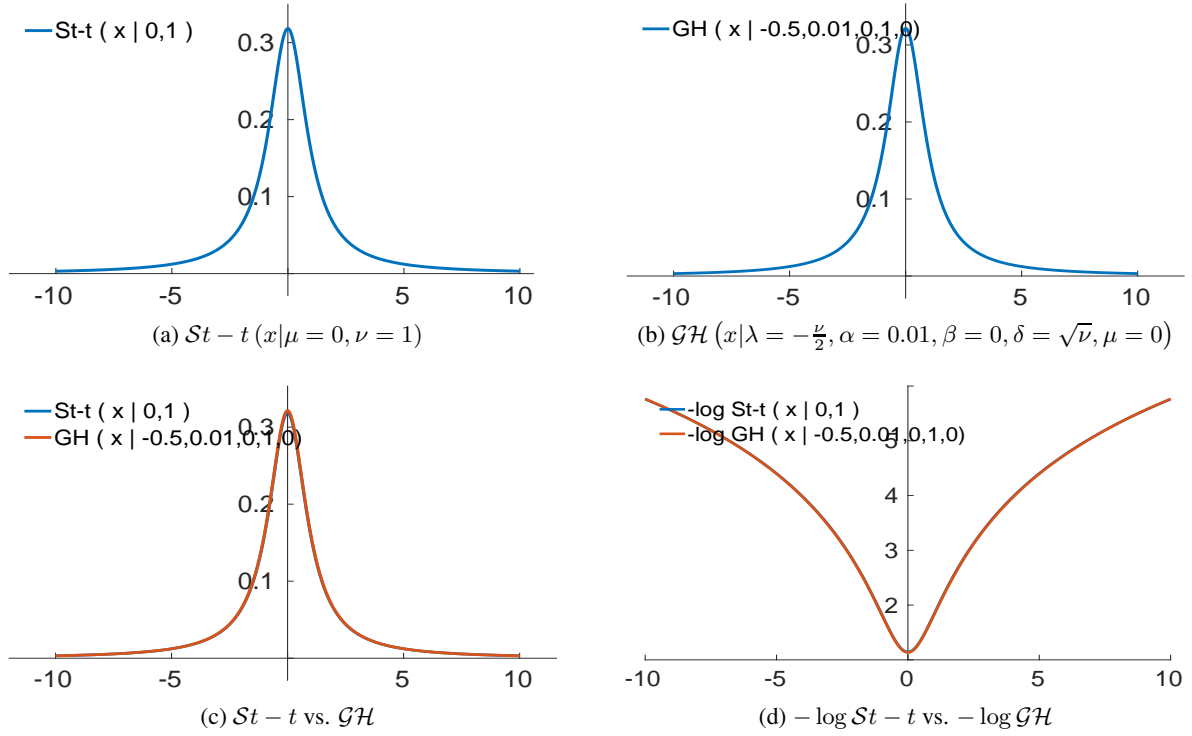 St-t ( x | 0,1 )
0.3
0.2
0.1
-10 -5 5 10
(a) 𝒮t − t (x|μ = 0, ν = 1)
GH ( x | -0.5,0.01,0,1,0)
0.3
0.2
0.1
-10 -5 5 10
(b) 𝒢ℋ (x|λ = −ν/2, α = 0.01, β = 0, δ = √ν, μ = 0)
St-t ( x | 0,1 )
GH ( x | -0.5,0.01,0,1,0)
0.3
0.2
0.1
-10 -5 5 10
(c) 𝒮t − t vs. 𝒢ℋ
-log St-t ( x | 0,1 )
-log GH ( x | -0.5,0.01,0,1,0)
5
4
3
2
-10 -5 0 5 10
(d) − log 𝒮t − t vs. − log 𝒢ℋ